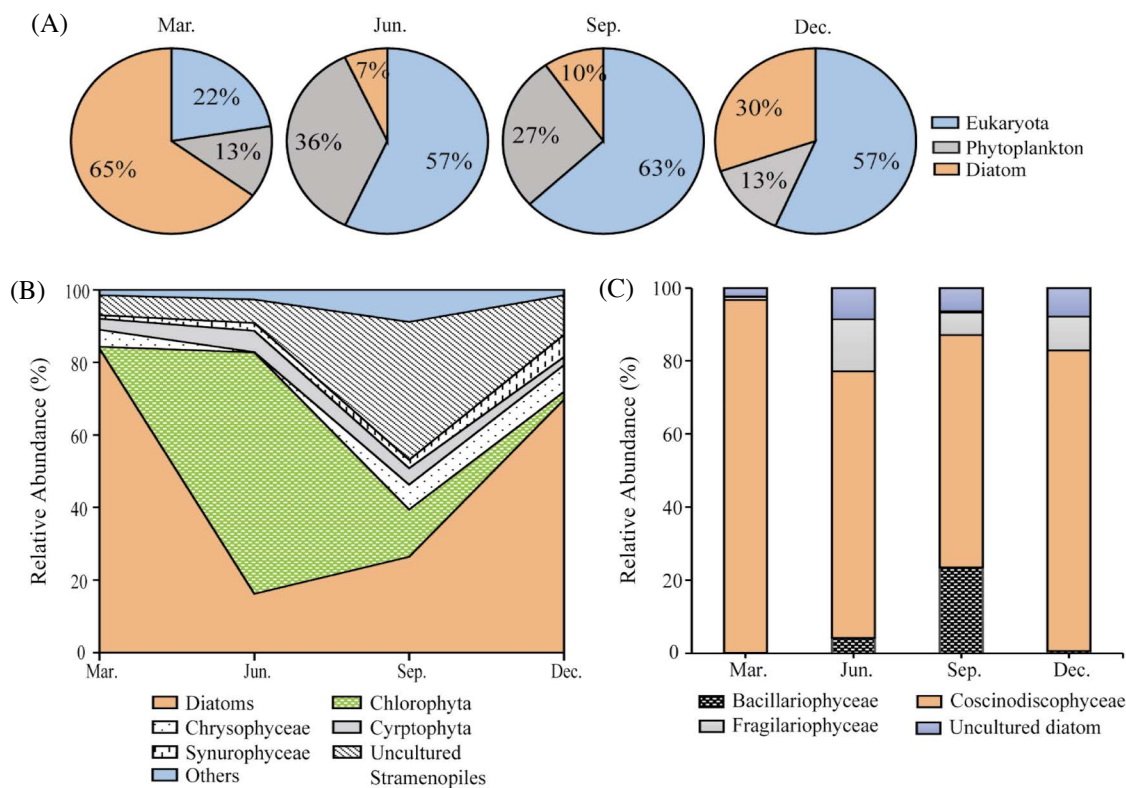 (A)
Mar.
Jun.
Sep.
Dec.
22%
13%
65%
7%
36%
57%
10%
27%
63%
30%
13%
57%
Eukaryota
Phytoplankton
Diatom
(B)
Relative Abundance (%)
100
80
60
40
20
0
Mar.
Jun.
Sep.
Dec.
Diatoms
Chlorophyta
Chrysophyceae
Cyrptophyta
Synurophyceae
Uncultured
Stramenopiles
Others
(C)
Relative Abundance (%)
100
80
60
40
20
0
Mar.
Jun.
Sep.
Dec.
Bacillariophyceae
Coscinodiscophyceae
Fragilariophyceae
Uncultured diatom